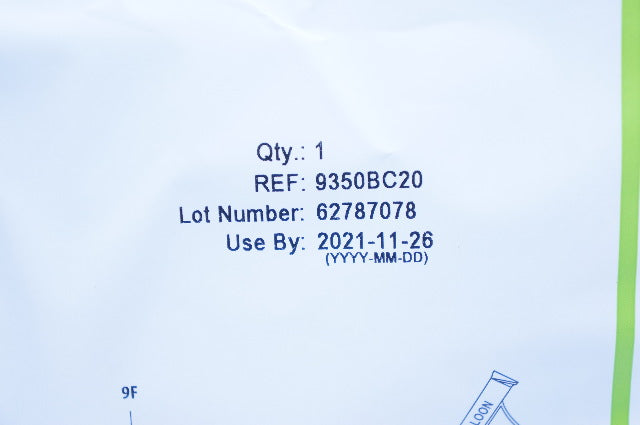 Qty.: 1
REF: 9350BC20
Lot Number: 62787078
Use By: 2021-11-26
(YYYY-MM-DD)
9F
LOON